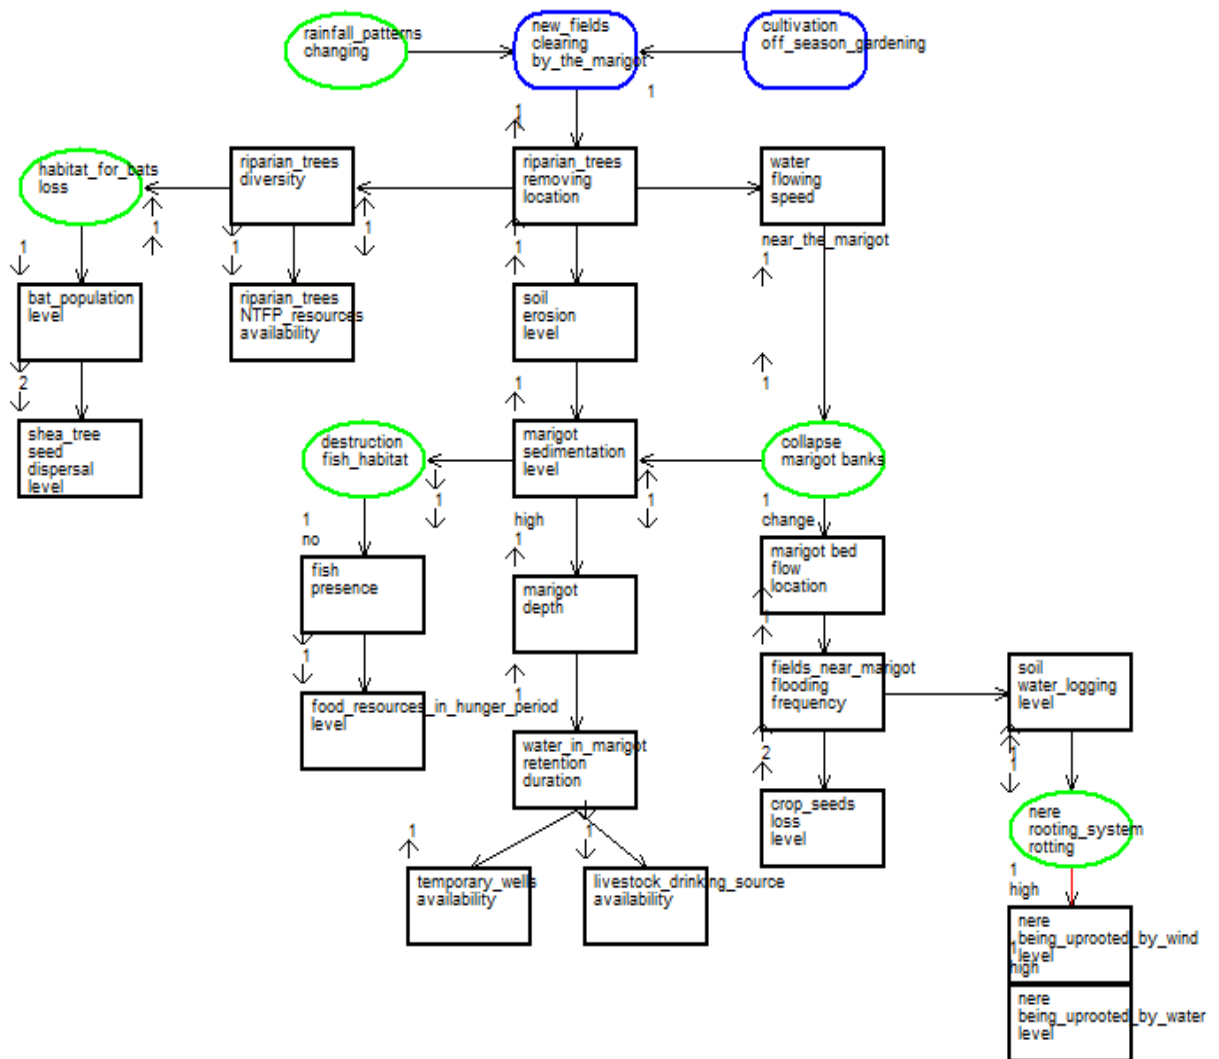 rainfall_patterns
changing
new_fields
clearing
by_the_marigot
cultivation
off_season_gardening
1
1
habitat_for_bats
loss
riparian_trees
diversity
riparian_trees
removing
location
water
flowing
speed
near_the_marigot
1
1
1
1
1
1
1
bat_population
level
riparian_trees
NTFP_resources
availability
soil
erosion
level
2
1
1
shea_tree
seed
dispersal
level
destruction
fish_habitat
marigot
sedimentation
level
collapse
marigot banks
1
1
1
high
1
change
1
no
1
fish
presence
marigot
depth
marigot bed
flow
location
1
1
1
food_resources_in_hunger_period
level
water_in_marigot
retention
duration
fields_near_marigot
flooding
frequency
soil
water_logging
level
2
1
crop_seeds
loss
level
nere
rooting_system
rotting
1
1
temporary_wells
availability
livestock_drinking_source
availability
1
high
nere
being_uprooted_by_wind
level
1
high
nere
being_uprooted_by_water
level